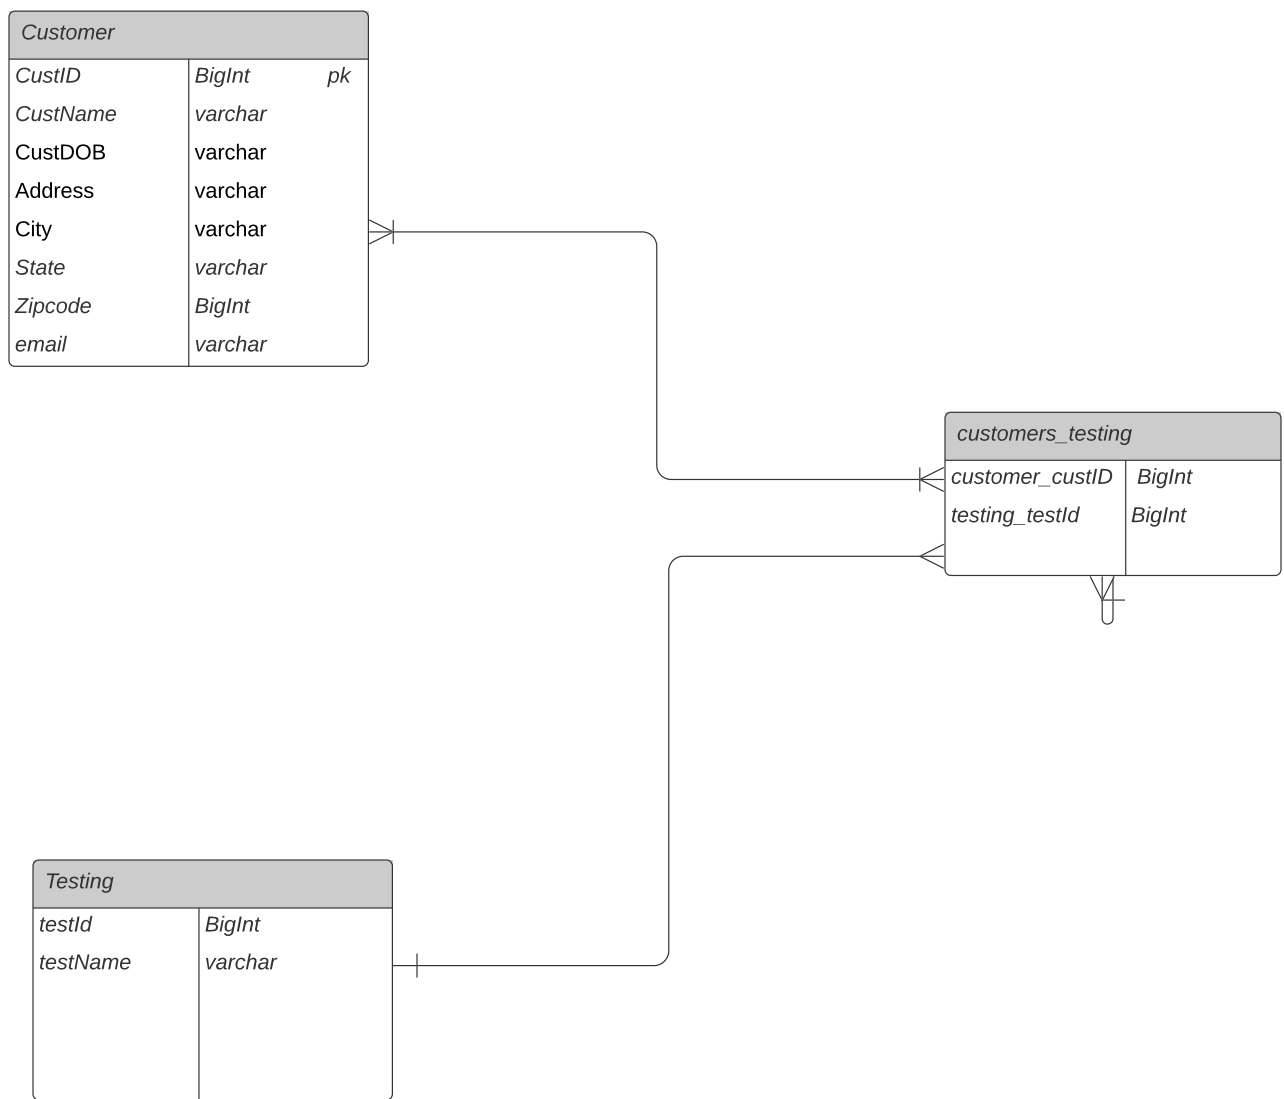 Customer
CustID BigInt pk
CustName varchar
CustDOB varchar
Address varchar
City varchar
State varchar
Zipcode BigInt
email varchar
customers_testing
customer_custID BigInt
testing_testId BigInt
Testing
testId BigInt
testName varchar